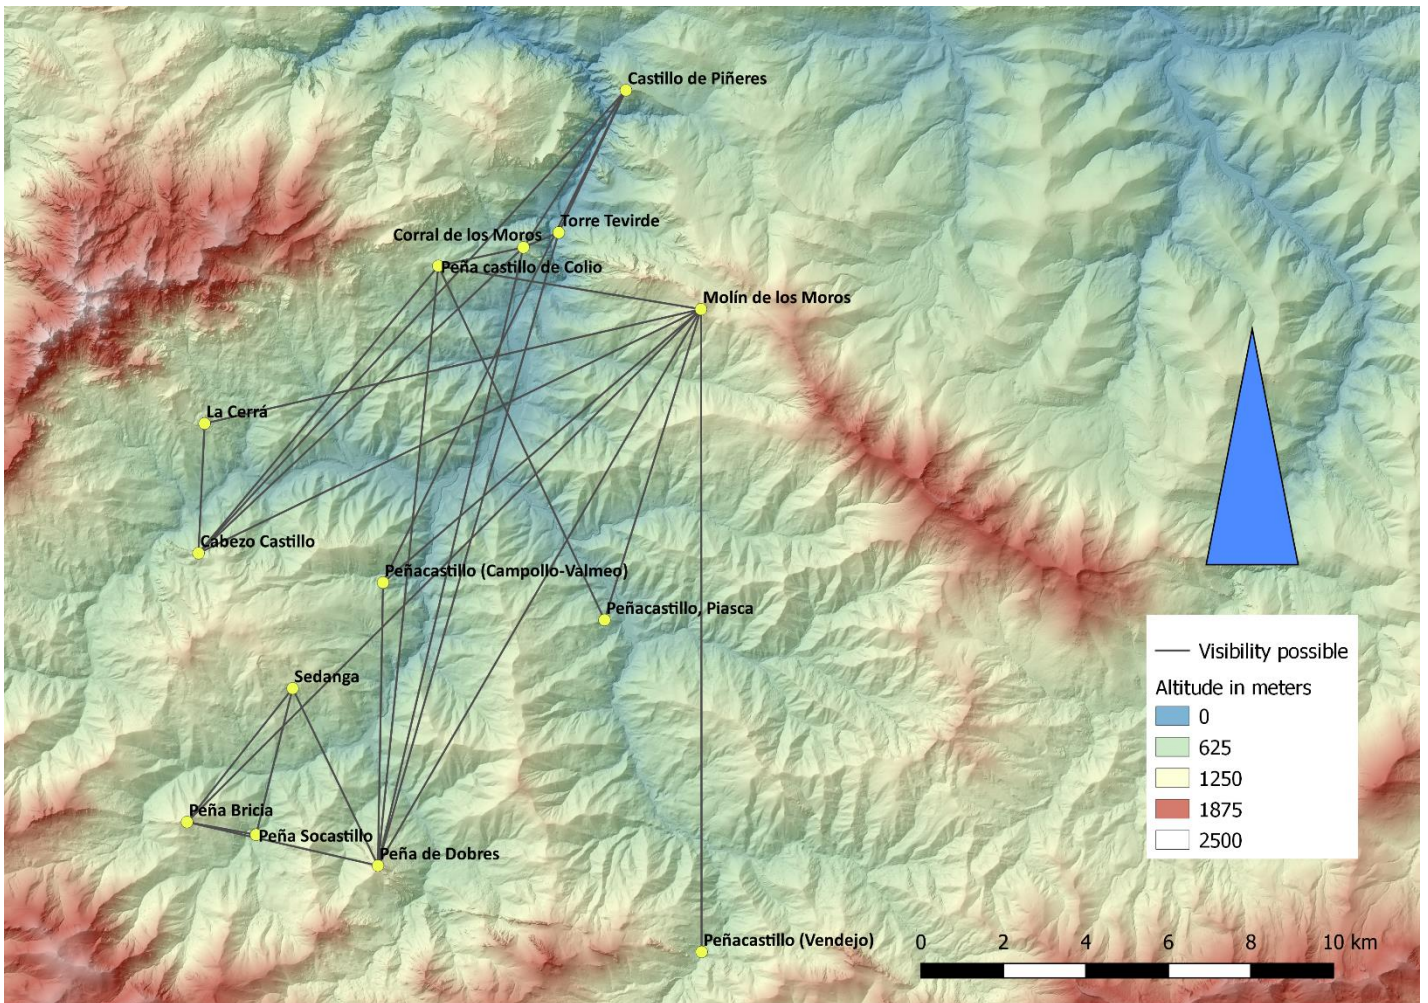 Castillo de Piñeres
Torre Tevirde
Corral de los Moros
Peña castillo de Colio
Molín de los Moros
La Cerrá
Cabezo Castillo
Peñacastillo (Campollo-Valmeo)
Peñacastillo, Piasca
Sedanga
Peña Bricia
Peña Socastillo
Peña de Dobres
Peñacastillo (Vendejo)
Visibility possible
Altitude in meters
0
625
1250
1875
2500
0 2 4 6 8 10 km